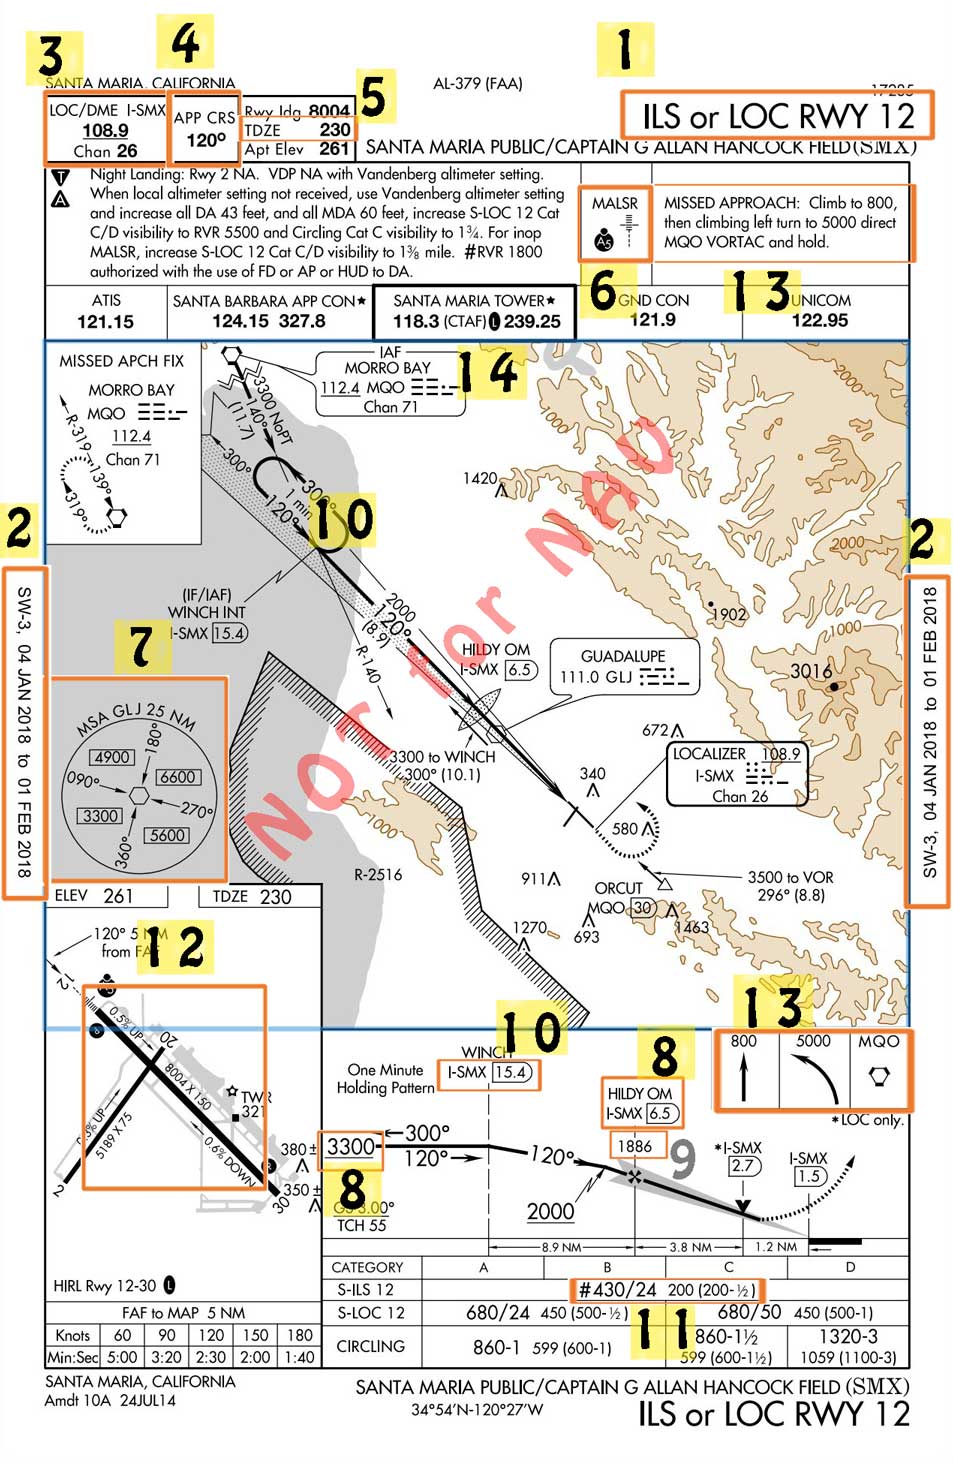 1
4
3
5
SANTA MARIA, CALIFORNIA
AL-379 (FAA)
LOC/DME I-SMX
108.9
Chan 26
APP CRS
120°
Rwy ldg 8004
TDZE 230
Apt Elev 261
ILS or LOC RWY 12
SANTA MARIA PUBLIC/CAPTAIN G ALLAN HANCOCK FIELD (SMX)
T
A
Night Landing: Rwy 2 NA. VDP NA with Vandenberg altimeter setting.
When local altimeter setting not received, use Vandenberg altimeter setting
and increase all DA 43 feet, and all MDA 60 feet, increase S-LOC 12 Cat
C/D visibility to RVR 5500 and Circling Cat C visibility to 1¾. For inop
MALSR, increase S-LOC 12 Cat C/D visibility to 1⅜ mile. #RVR 1800
authorized with the use of FD or AP or HUD to DA.
MALSR
A5
MISSED APPROACH: Climb to 800,
then climbing left turn to 5000 direct
MQO VORTAC and hold.
6
13
ATIS
121.15
SANTA BARBARA APP CON★
124.15 327.8
SANTA MARIA TOWER★
118.3 (CTAF) L 239.25
GND CON
121.9
UNICOM
122.95
MISSED APCH FIX
MORRO BAY
MQO
112.4
Chan 71
R-319
139°
319°
IAF
MORRO BAY
112.4 MQO
Chan 71
14
3300 NoPT
140°
(11.7)
300°
300°
1 min
120°
10
1420
2000
1000
2000
1000
1902
3016
2
SW-3, 04 JAN 2018 to 01 FEB 2018
2
SW-3, 04 JAN 2018 to 01 FEB 2018
(IF/IAF)
WINCH INT
I-SMX 15.4
2000
120°
(8.9)
R-140
HILDY OM
I-SMX 6.5
GUADALUPE
111.0 GLJ
3300 to WINCH
300° (10.1)
Not for NAV
7
MSA GLJ 25 NM
180°
4900
6600
090°
270°
3300
5600
360°
672
LOCALIZER 108.9
I-SMX
Chan 26
340
580
1000
R-2516
911
ORCUT
MQO 30
3500 to VOR
296° (8.8)
1270
693
1463
1000
ELEV 261
TDZE 230
12
120° 5 NM
from FAF
12
A5
0.5% UP
20
8004 X 150
TWR
321
0.3% UP
5189 X 75
0.6% DOWN
2
30
380 ±
350 ±
HIRL Rwy 12-30 L
FAF to MAP 5 NM
Knots 60 90 120 150 180
Min:Sec 5:00 3:20 2:30 2:00 1:40
10
8
13
One Minute
Holding Pattern
WINCH
I-SMX 15.4
HILDY OM
I-SMX 6.5
800
5000
MQO
*LOC only.
3300
300°
120°
120°
1886
9
*I-SMX
2.7
I-SMX
1.5
8
GS 3.00°
TCH 55
2000
8.9 NM
3.8 NM
1.2 NM
CATEGORY A B C D
S-ILS 12 #430/24 200 (200-½)
S-LOC 12 680/24 450 (500-½) 680/50 450 (500-1)
11
CIRCLING 860-1 599 (600-1) 860-1½ 599 (600-1½) 1320-3 1059 (1100-3)
SANTA MARIA, CALIFORNIA
Amdt 10A 24JUL14
34°54'N-120°27'W
SANTA MARIA PUBLIC/CAPTAIN G ALLAN HANCOCK FIELD (SMX)
ILS or LOC RWY 12